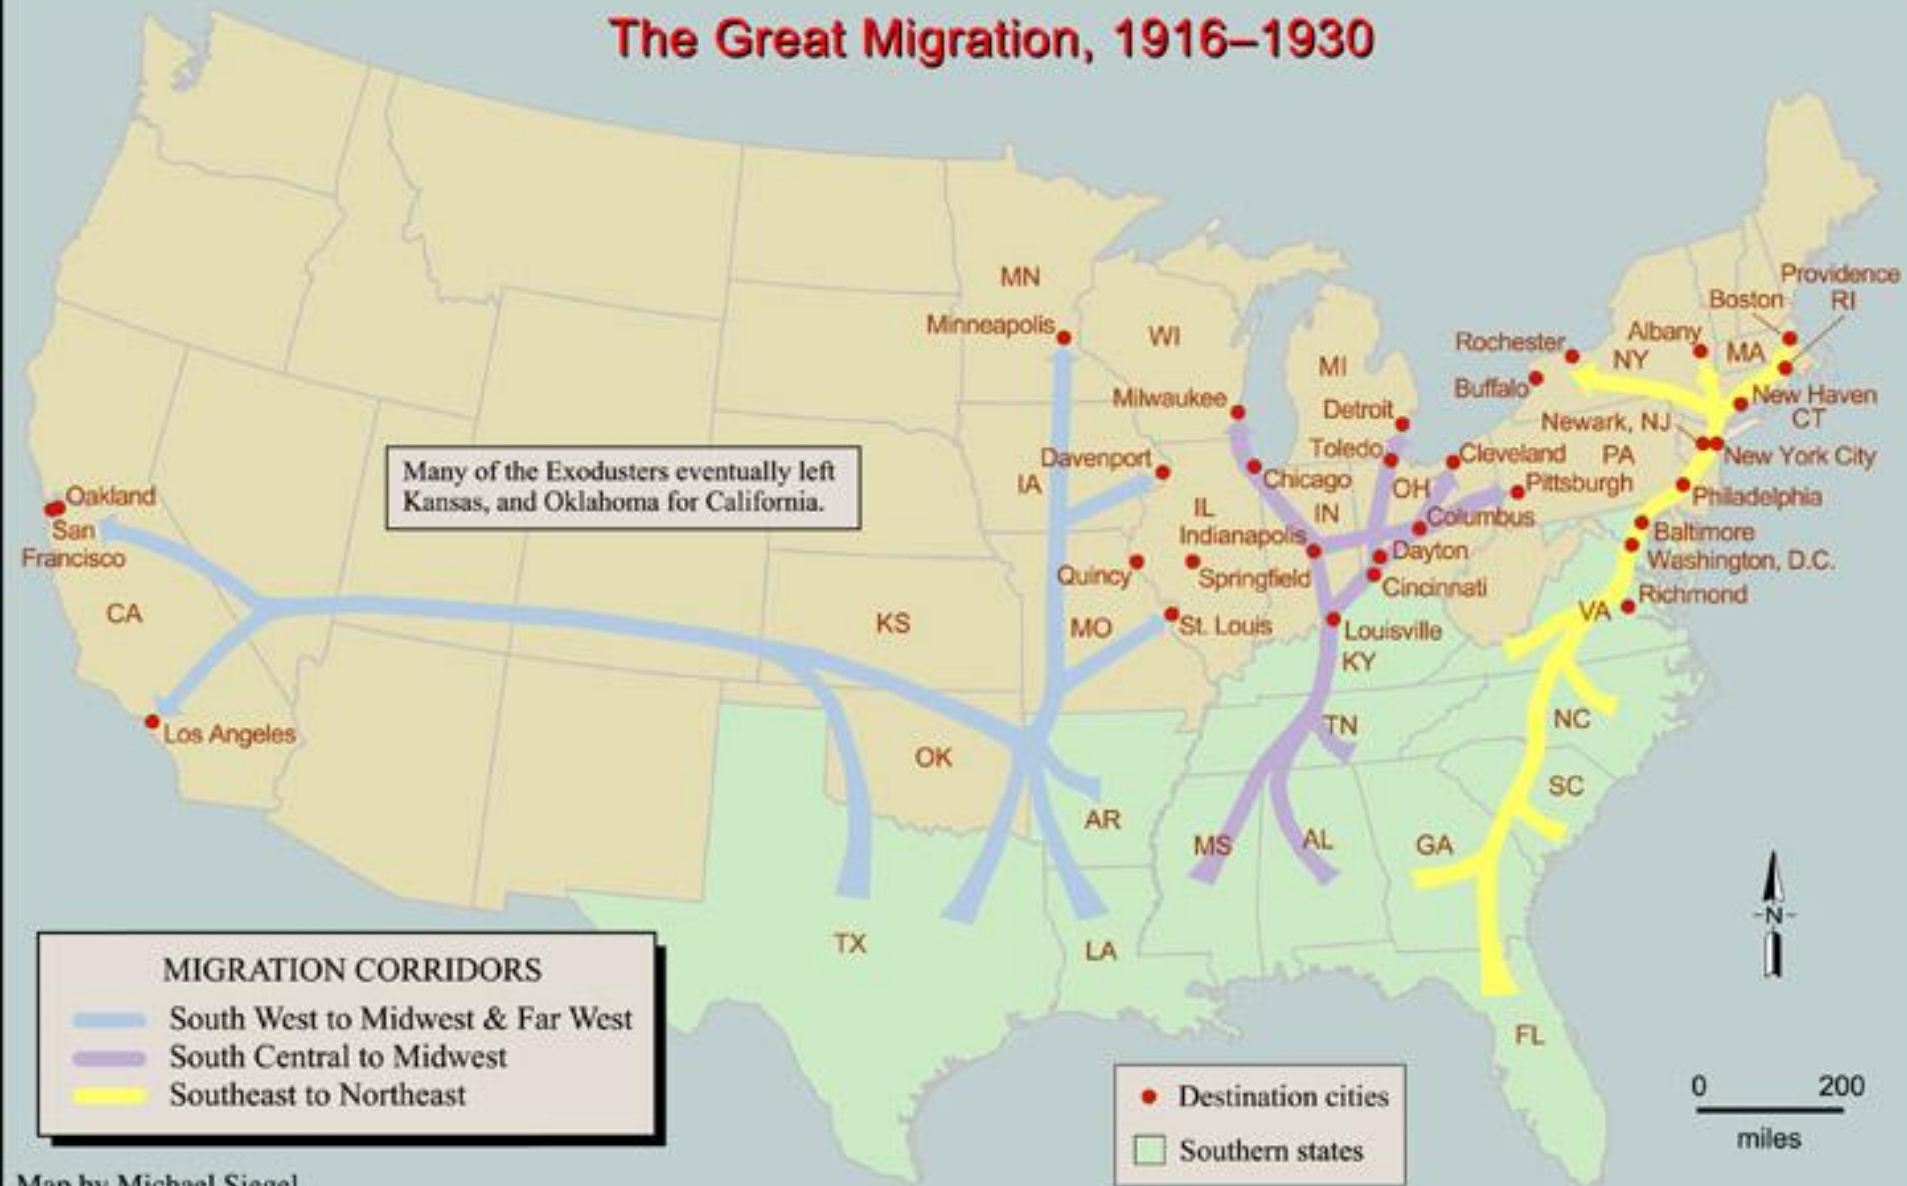 The Great Migration, 1916–1930
MN
Minneapolis
WI
MI
Milwaukee
Detroit
Toledo
Cleveland
Davenport
IA
Chicago
OH
Pittsburgh
IL
IN
Columbus
Indianapolis
Dayton
Quincy
Springfield
Cincinnati
MO
St. Louis
Louisville
KY
Providence
RI
Boston
Albany
Rochester
NY
MA
Buffalo
New Haven
CT
Newark, NJ
PA
New York City
Philadelphia
Baltimore
Washington, D.C.
Richmond
VA
Many of the Exodusters eventually left
Kansas, and Oklahoma for California.
Oakland
San
Francisco
CA
Los Angeles
KS
OK
TN
NC
SC
AR
MS
AL
GA
TX
LA
FL
-N-
MIGRATION CORRIDORS
South West to Midwest & Far West
South Central to Midwest
Southeast to Northeast
Destination cities
Southern states
0 200
miles
Map by Michael Siegel